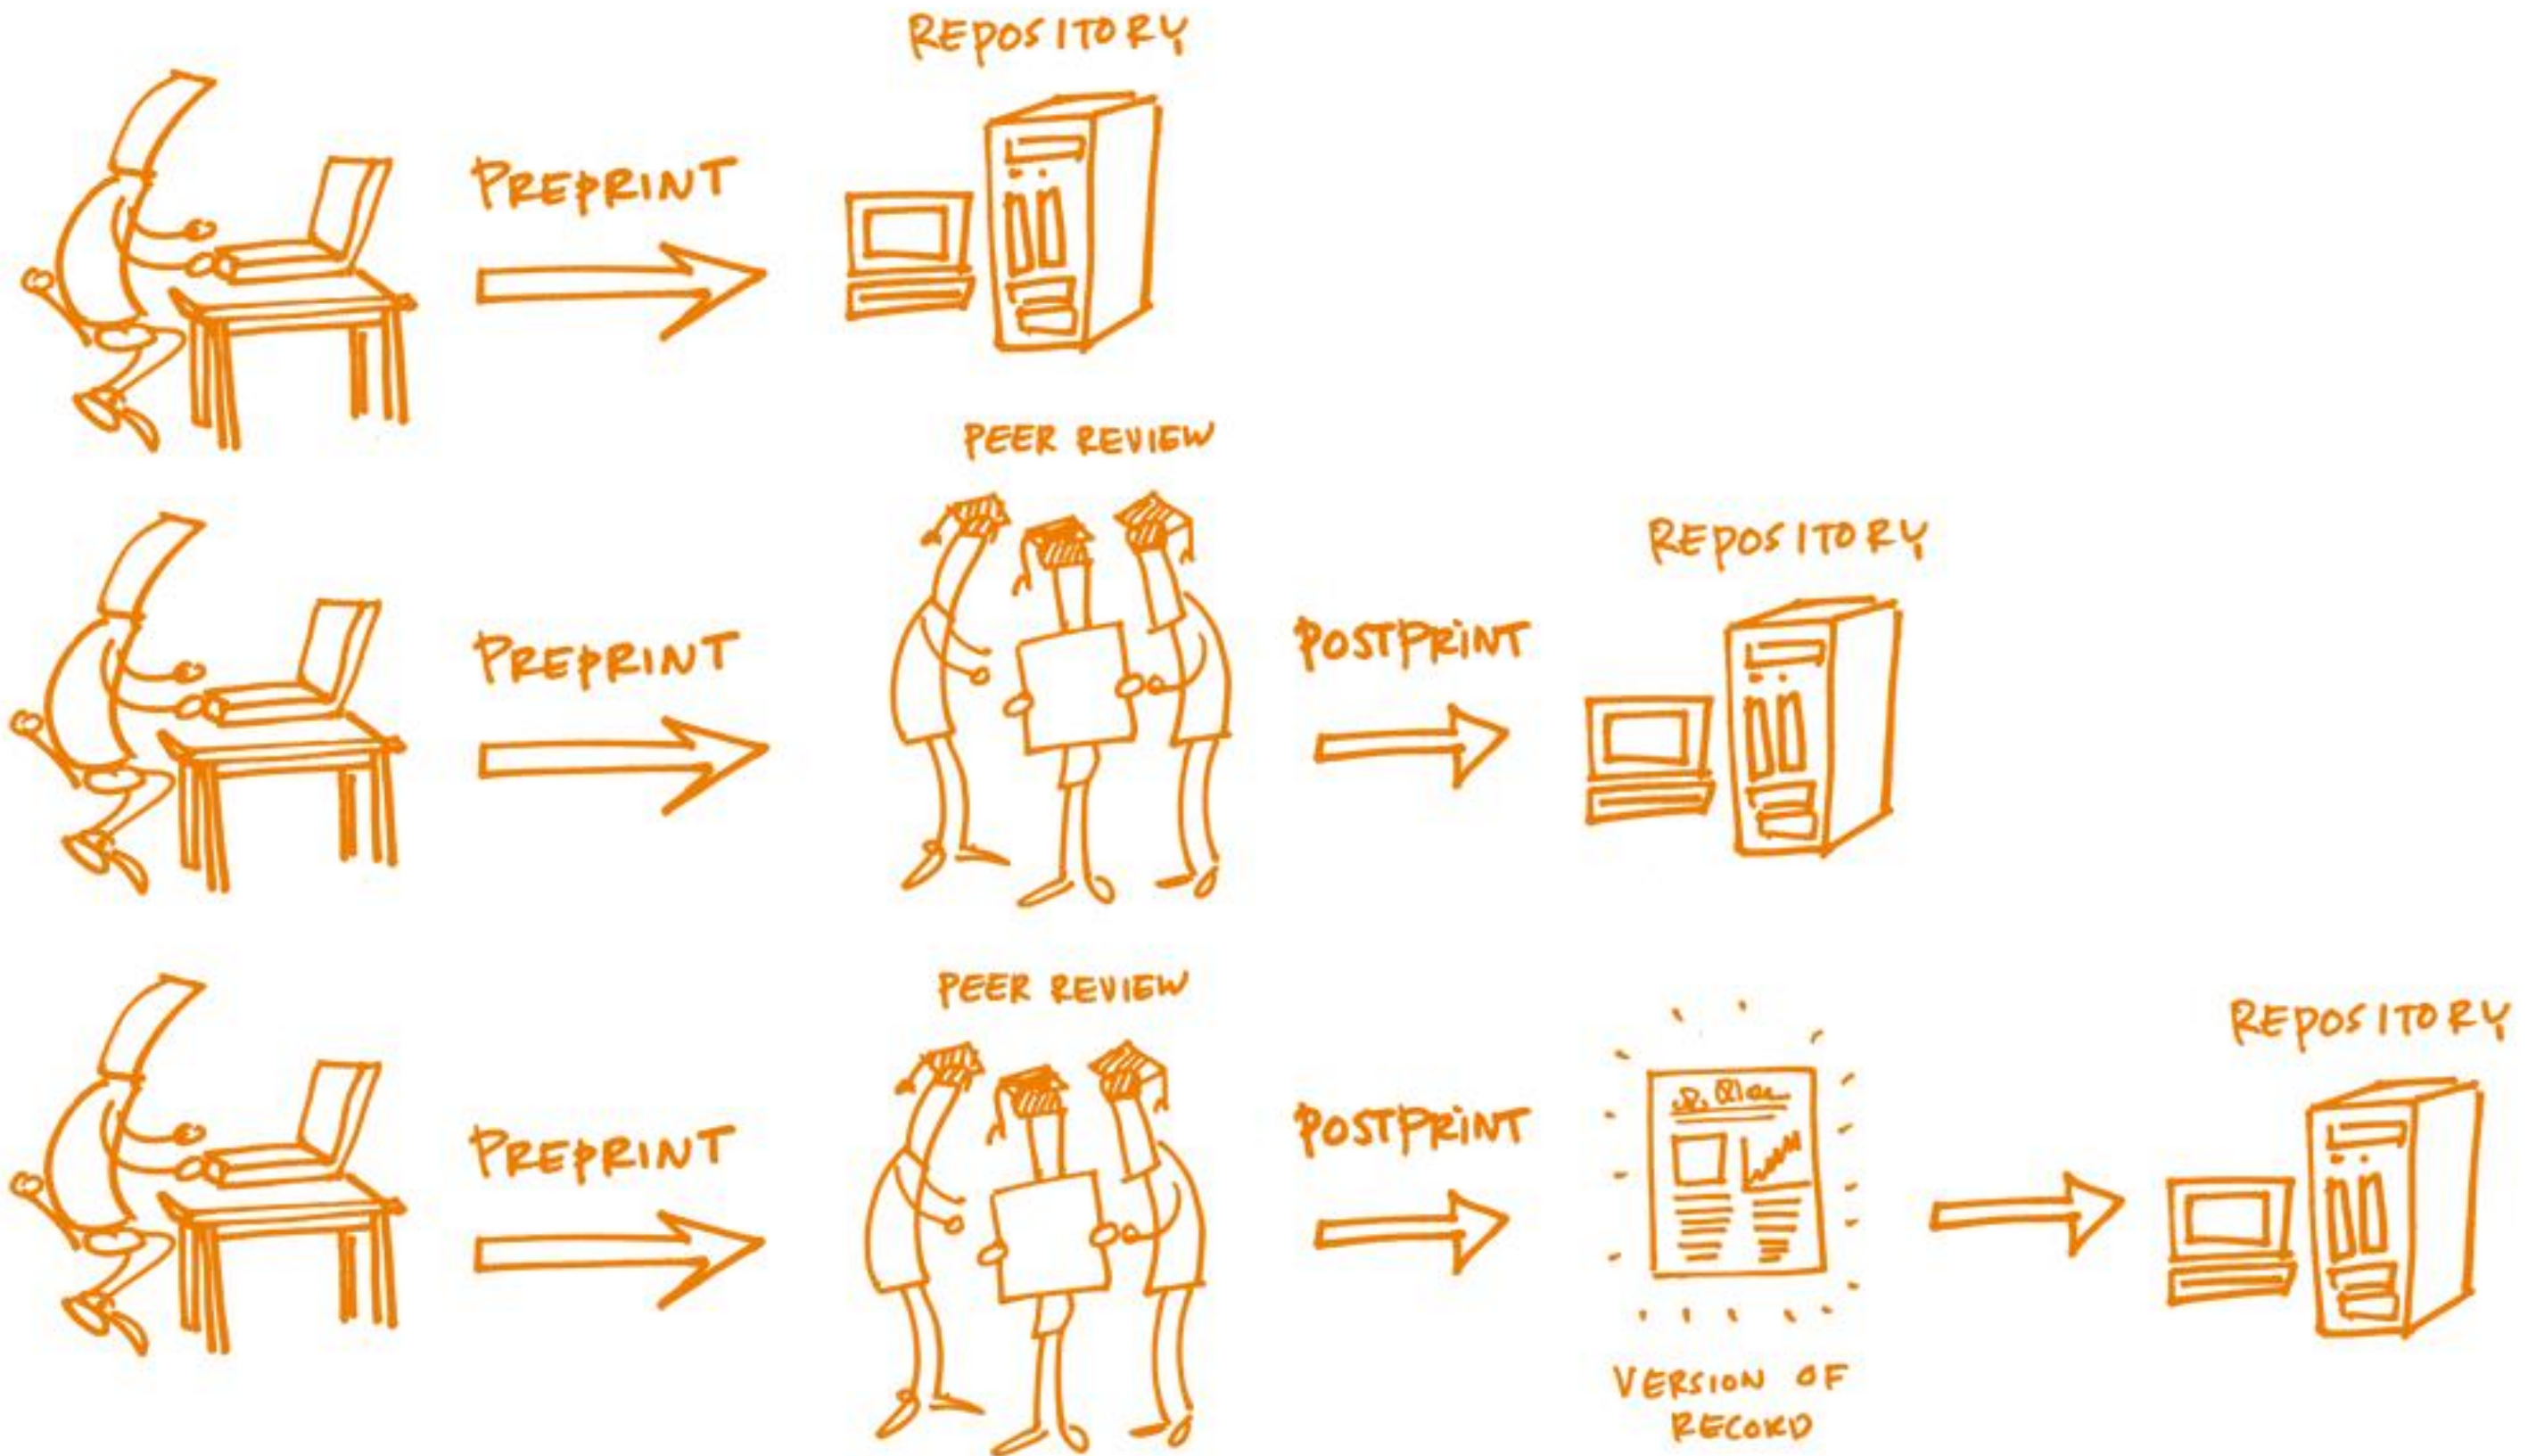 REPOSITORY
PREPRINT
PEER REVIEW
REPOSITORY
PREPRINT
POSTPRINT
PEER REVIEW
REPOSITORY
PREPRINT
POSTPRINT
VERSION OF
RECORD